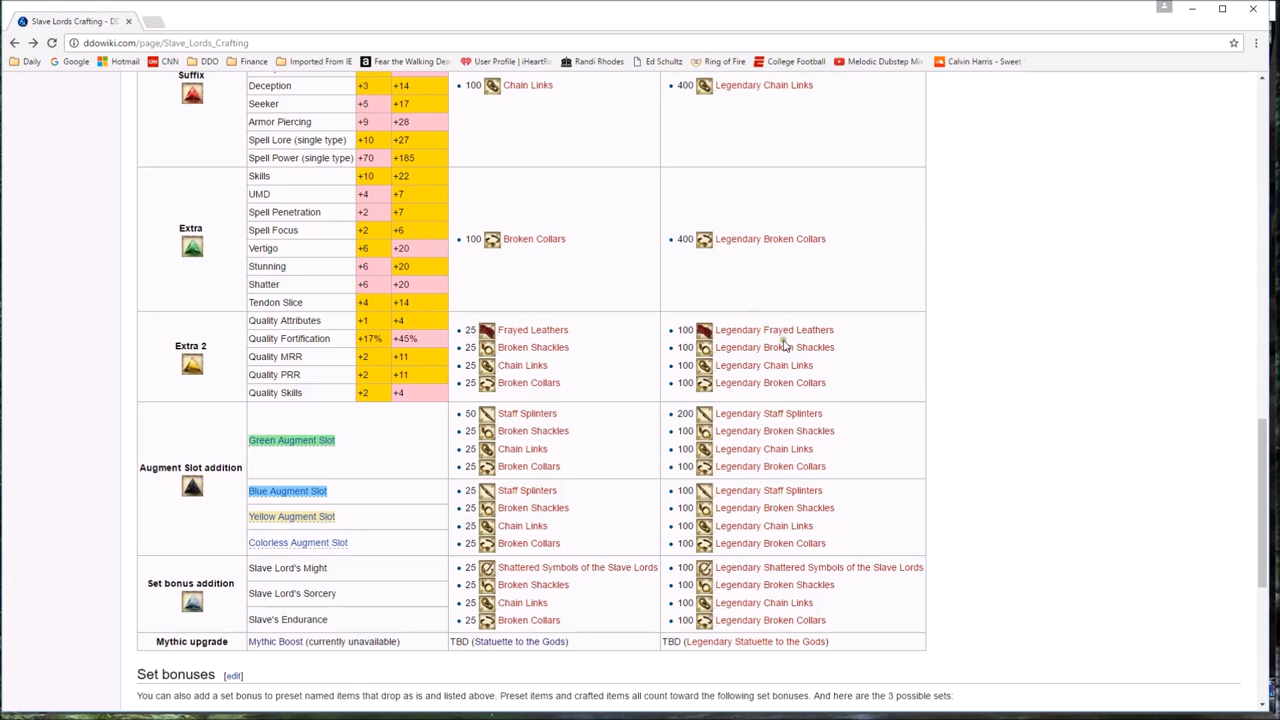 Slave Lords Crafting - DD
ddowiki.com/page/Slave_Lords_Crafting
Daily Google Hotmail CNN DDO Finance Imported From IE Fear the Walking Dea User Profile | iHeartRa Randi Rhodes Ed Schultz Ring of Fire College Football Melodic Dubstep Mi Calvin Harris - Sweet
Suffix
Deception +3 +14
100 Chain Links
400 Legendary Chain Links
Seeker +5 +17
Armor Piercing +9 +28
Spell Lore (single type) +10 +27
Spell Power (single type) +70 +185
Extra
Skills +10 +22
UMD +4 +7
Spell Penetration +2 +7
Spell Focus +2 +6
Vertigo +6 +20
Stunning +6 +20
Shatter +6 +20
Tendon Slice +4 +14
100 Broken Collars
400 Legendary Broken Collars
Extra 2
Quality Attributes +1 +4
Quality Fortification +17% +45%
Quality MRR +2 +11
Quality PRR +2 +11
Quality Skills +2 +4
25 Frayed Leathers
25 Broken Shackles
25 Chain Links
25 Broken Collars
100 Legendary Frayed Leathers
100 Legendary Broken Shackles
100 Legendary Chain Links
100 Legendary Broken Collars
Augment Slot addition
Green Augment Slot
50 Staff Splinters
25 Broken Shackles
25 Chain Links
25 Broken Collars
200 Legendary Staff Splinters
100 Legendary Broken Shackles
100 Legendary Chain Links
100 Legendary Broken Collars
Blue Augment Slot
Yellow Augment Slot
Colorless Augment Slot
25 Staff Splinters
25 Broken Shackles
25 Chain Links
25 Broken Collars
100 Legendary Staff Splinters
100 Legendary Broken Shackles
100 Legendary Chain Links
100 Legendary Broken Collars
Set bonus addition
Slave Lord's Might
Slave Lord's Sorcery
Slave's Endurance
25 Shattered Symbols of the Slave Lords
25 Broken Shackles
25 Chain Links
25 Broken Collars
100 Legendary Shattered Symbols of the Slave Lords
100 Legendary Broken Shackles
100 Legendary Chain Links
100 Legendary Broken Collars
Mythic upgrade Mythic Boost (currently unavailable) TBD (Statuette to the Gods) TBD (Legendary Statuette to the Gods)
Set bonuses [edit]
You can also add a set bonus to preset named items that drop as is and listed above. Preset items and crafted items all count toward the following set bonuses. And here are the 3 possible sets: